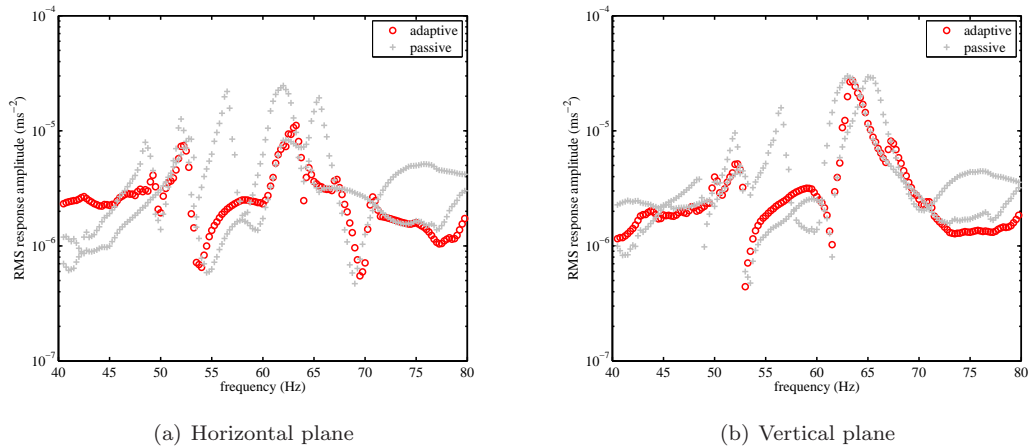 10⁻⁴
10⁻⁵
10⁻⁶
10⁻⁷
RMS response amplitude (ms⁻²)
adaptive
passive
40 45 50 55 60 65 70 75 80
frequency (Hz)
(a) Horizontal plane
10⁻⁴
10⁻⁵
10⁻⁶
10⁻⁷
RMS response amplitude (ms⁻²)
adaptive
passive
40 45 50 55 60 65 70 75 80
frequency (Hz)
(b) Vertical plane